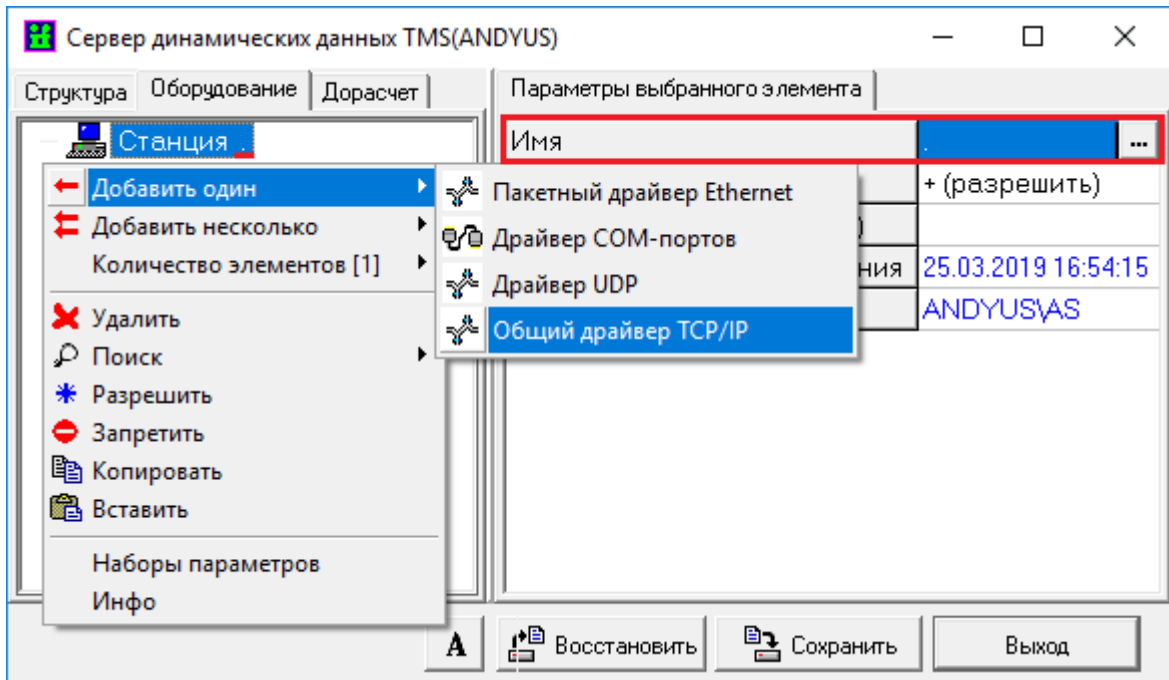 Сервер динамических данных TMS(ANDYUS)
Структура Оборудование Дорасчет
Параметры выбранного элемента
Станция .
Имя . ...
Добавить один
Добавить несколько
Количество элементов [1]
Удалить
Поиск
Разрешить
Запретить
Копировать
Вставить
Наборы параметров
Инфо
Пакетный драйвер Ethernet
Драйвер COM-портов
Драйвер UDP
Общий драйвер TCP/IP
+ (разрешить)
ния 25.03.2019 16:54:15
ANDYUS\AS
A Восстановить Сохранить Выход